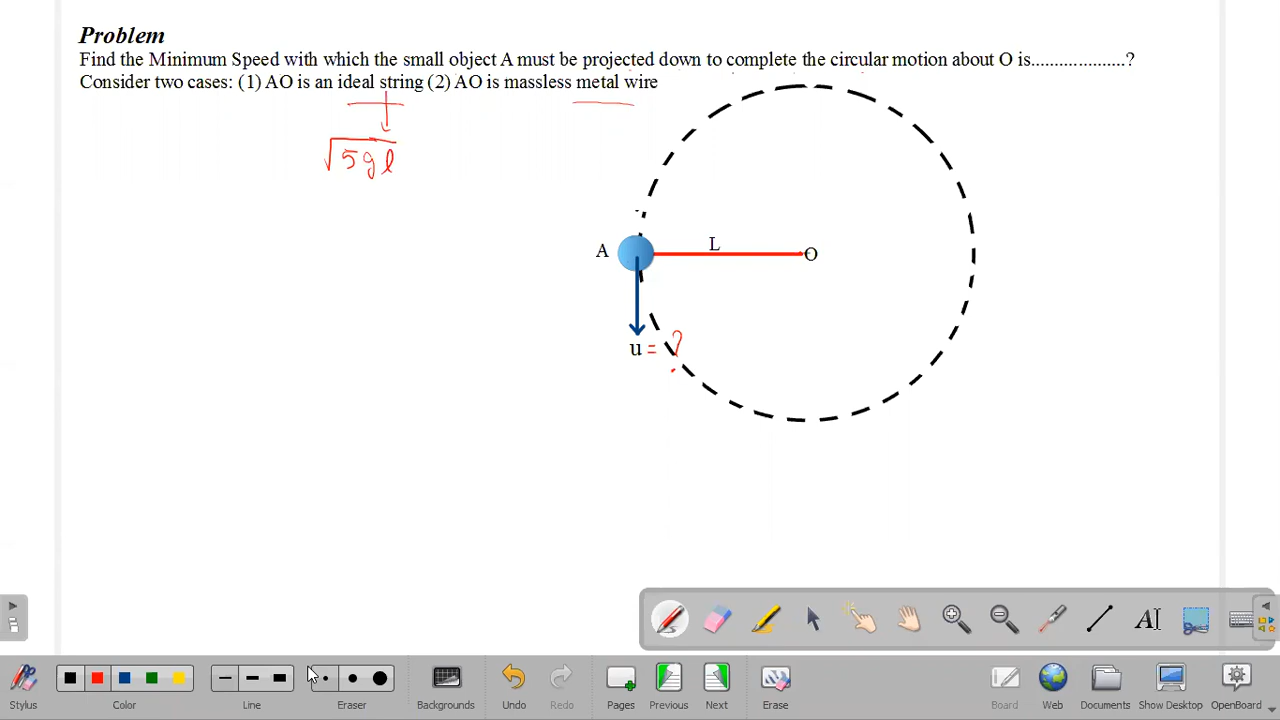 Problem
Find the Minimum Speed with which the small object A must be projected down to complete the circular motion about O is....................?
Consider two cases: (1) AO is an ideal string (2) AO is massless metal wire
√5gl
A
L
O
u = ?
Stylus
Color
Line
Eraser
Backgrounds
Undo
Redo
Pages
Previous
Next
Erase
Board
Web
Documents
Show Desktop
OpenBoard